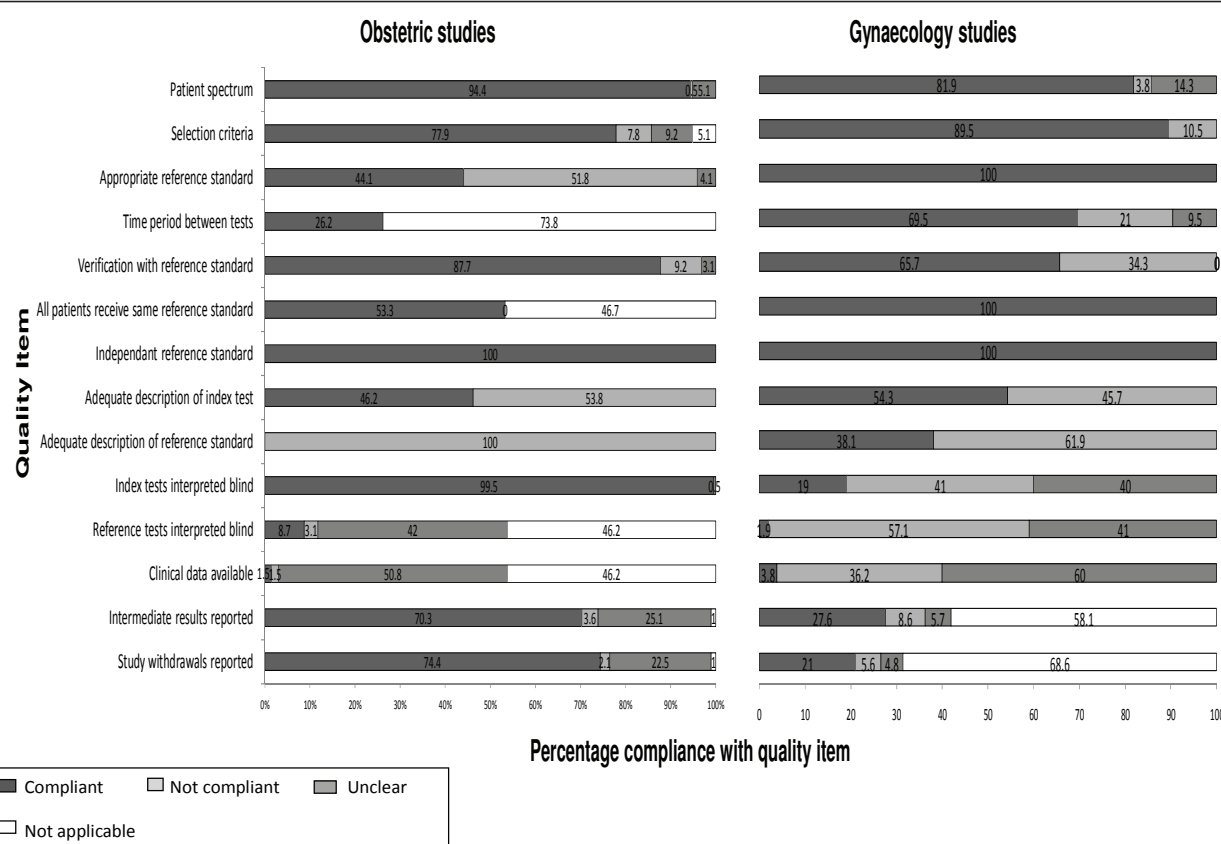 Obstetric studies Gynaecology studies
Patient spectrum 94.4 0.5 5.1 81.9 3.8 14.3
Selection criteria 77.9 7.8 9.2 5.1 89.5 10.5
Appropriate reference standard 44.1 51.8 4.1 100
Time period between tests 26.2 73.8 69.5 21 9.5
Verification with reference standard 87.7 9.2 3.1 65.7 34.3 0
All patients receive same reference standard 53.3 0 46.7 100
Independant reference standard 100 100
Adequate description of index test 46.2 53.8 54.3 45.7
Adequate description of reference standard 100 38.1 61.9
Index tests interpreted blind 99.5 0.5 19 41 40
Reference tests interpreted blind 8.7 3.1 42 46.2 1.9 57.1 41
Clinical data available 1.5 1.5 50.8 46.2 3.8 36.2 60
Intermediate results reported 70.3 3.6 25.1 1 27.6 8.6 5.7 58.1
Study withdrawals reported 74.4 2.1 22.5 1 21 5.6 4.8 68.6
Quality Item
0% 10% 20% 30% 40% 50% 60% 70% 80% 90% 100% 0 10 20 30 40 50 60 70 80 90 100
Percentage compliance with quality item
Compliant Not compliant Unclear
Not applicable